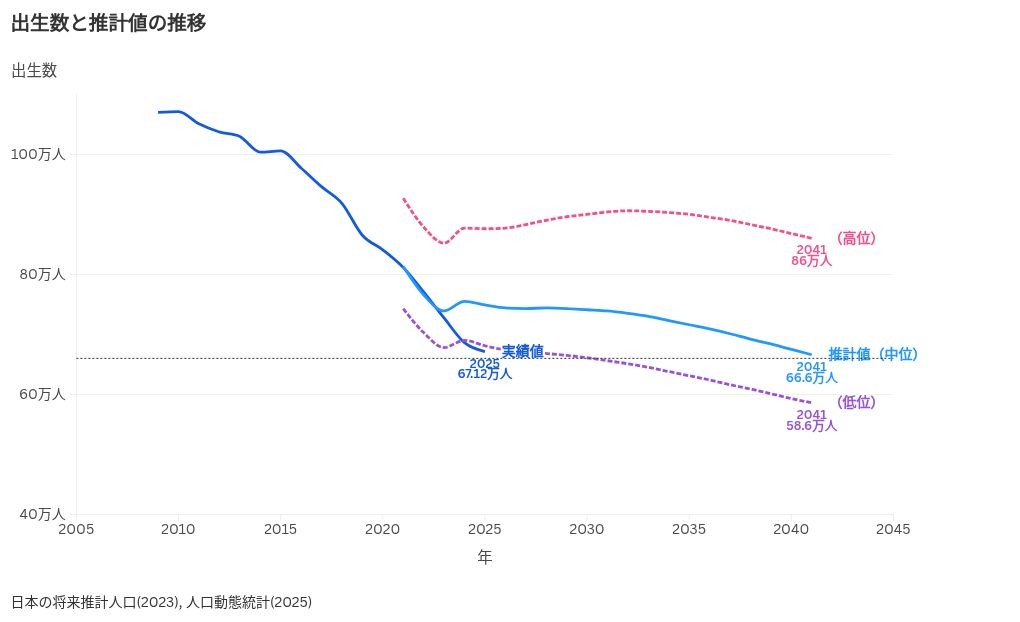 出生数と推計値の推移
出生数
100万人
80万人
60万人
40万人
（高位）
2041
86万人
実績値
2025
67.12万人
推計値（中位）
2041
66.6万人
（低位）
2041
58.6万人
2005 2010 2015 2020 2025 2030 2035 2040 2045
年
日本の将来推計人口(2023), 人口動態統計(2025)